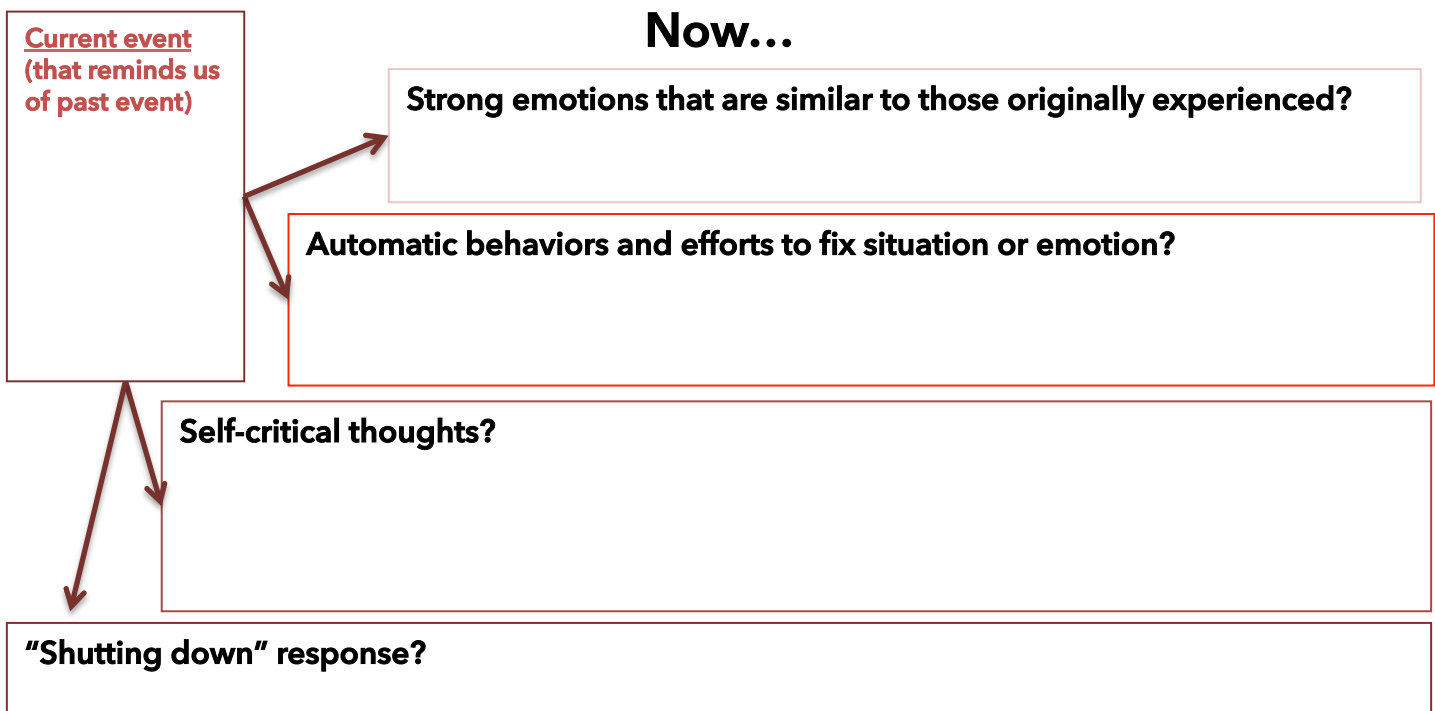 Now...
Current event
(that reminds us
of past event)
Strong emotions that are similar to those originally experienced?
Automatic behaviors and efforts to fix situation or emotion?
Self-critical thoughts?
“Shutting down” response?